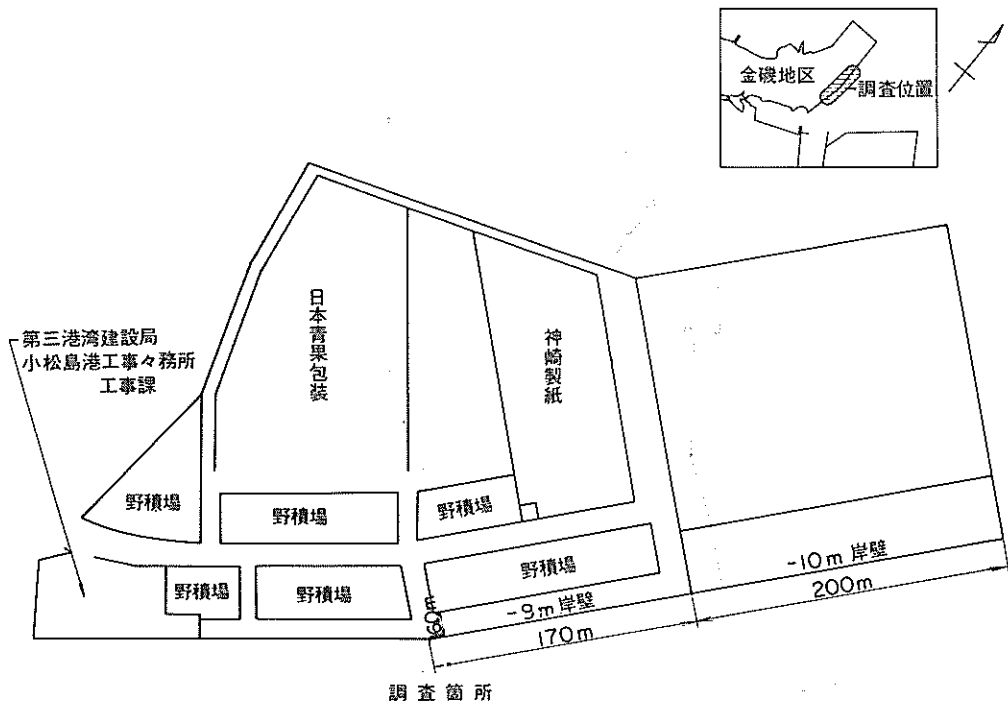 金磯地区
調査位置
日本青果包装
神崎製紙
第三港湾建設局
小松島港工事々務所
工事課
野積場
野積場
野積場
野積場
野積場
野積場
-10m 岸壁
200m
60m
-9m 岸壁
170m
調査箇所